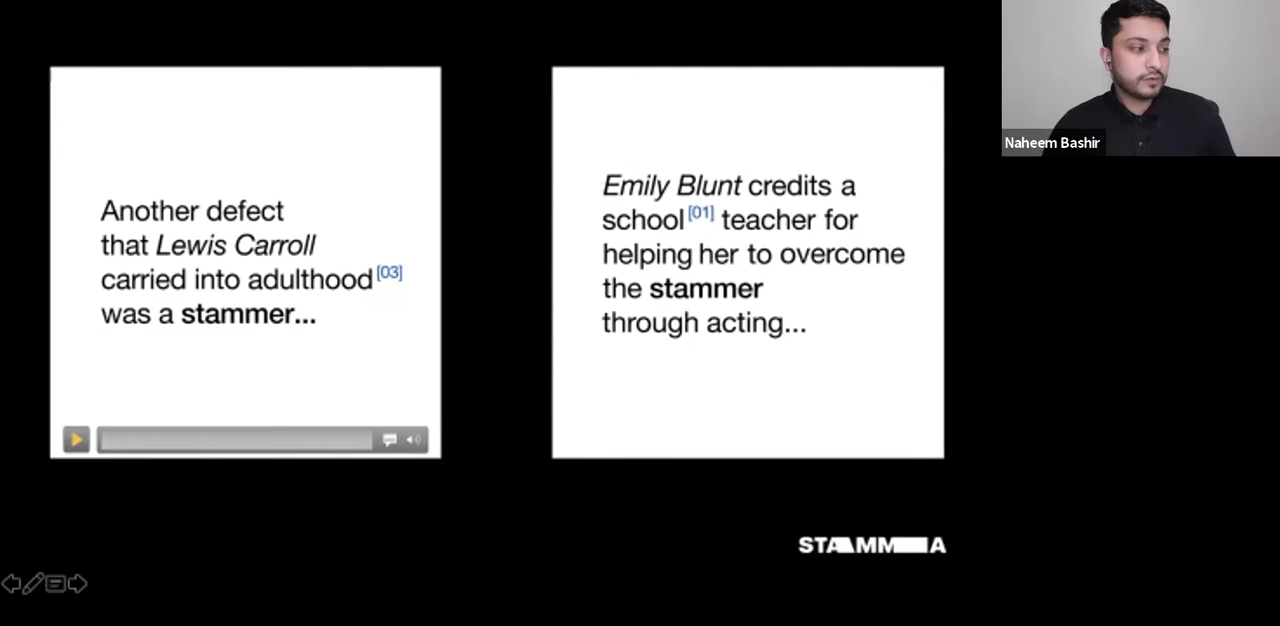 Another defect
that Lewis Carroll
carried into adulthood [03]
was a stammer...
Emily Blunt credits a
school [01] teacher for
helping her to overcome
the stammer
through acting...
STAMMA
Naheem Bashir